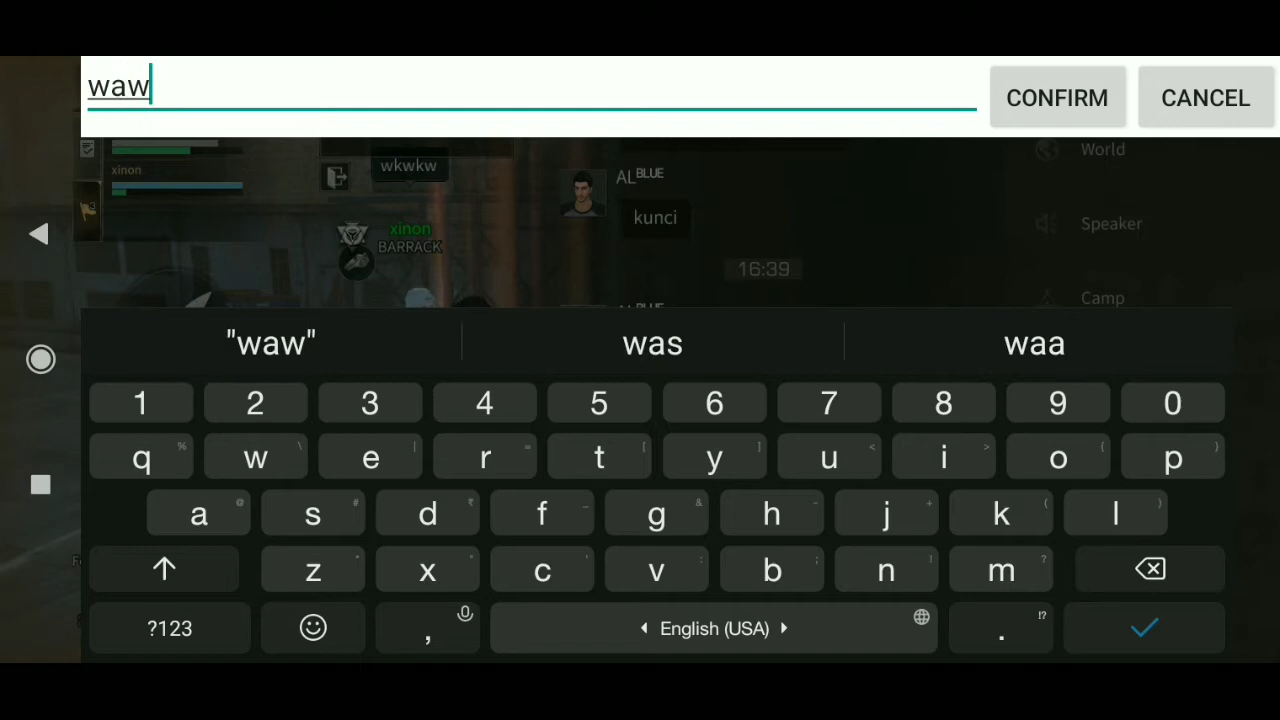 waw
CONFIRM
CANCEL
xinon
wkwkw
AL BLUE
kunci
World
Speaker
xinon
BARRACK
16:39
Camp
"waw"
was
waa
1 2 3 4 5 6 7 8 9 0
q w e r t y u i o p
a s d f g h j k l
z x c v b n m
?123
,
English (USA)
.
!?